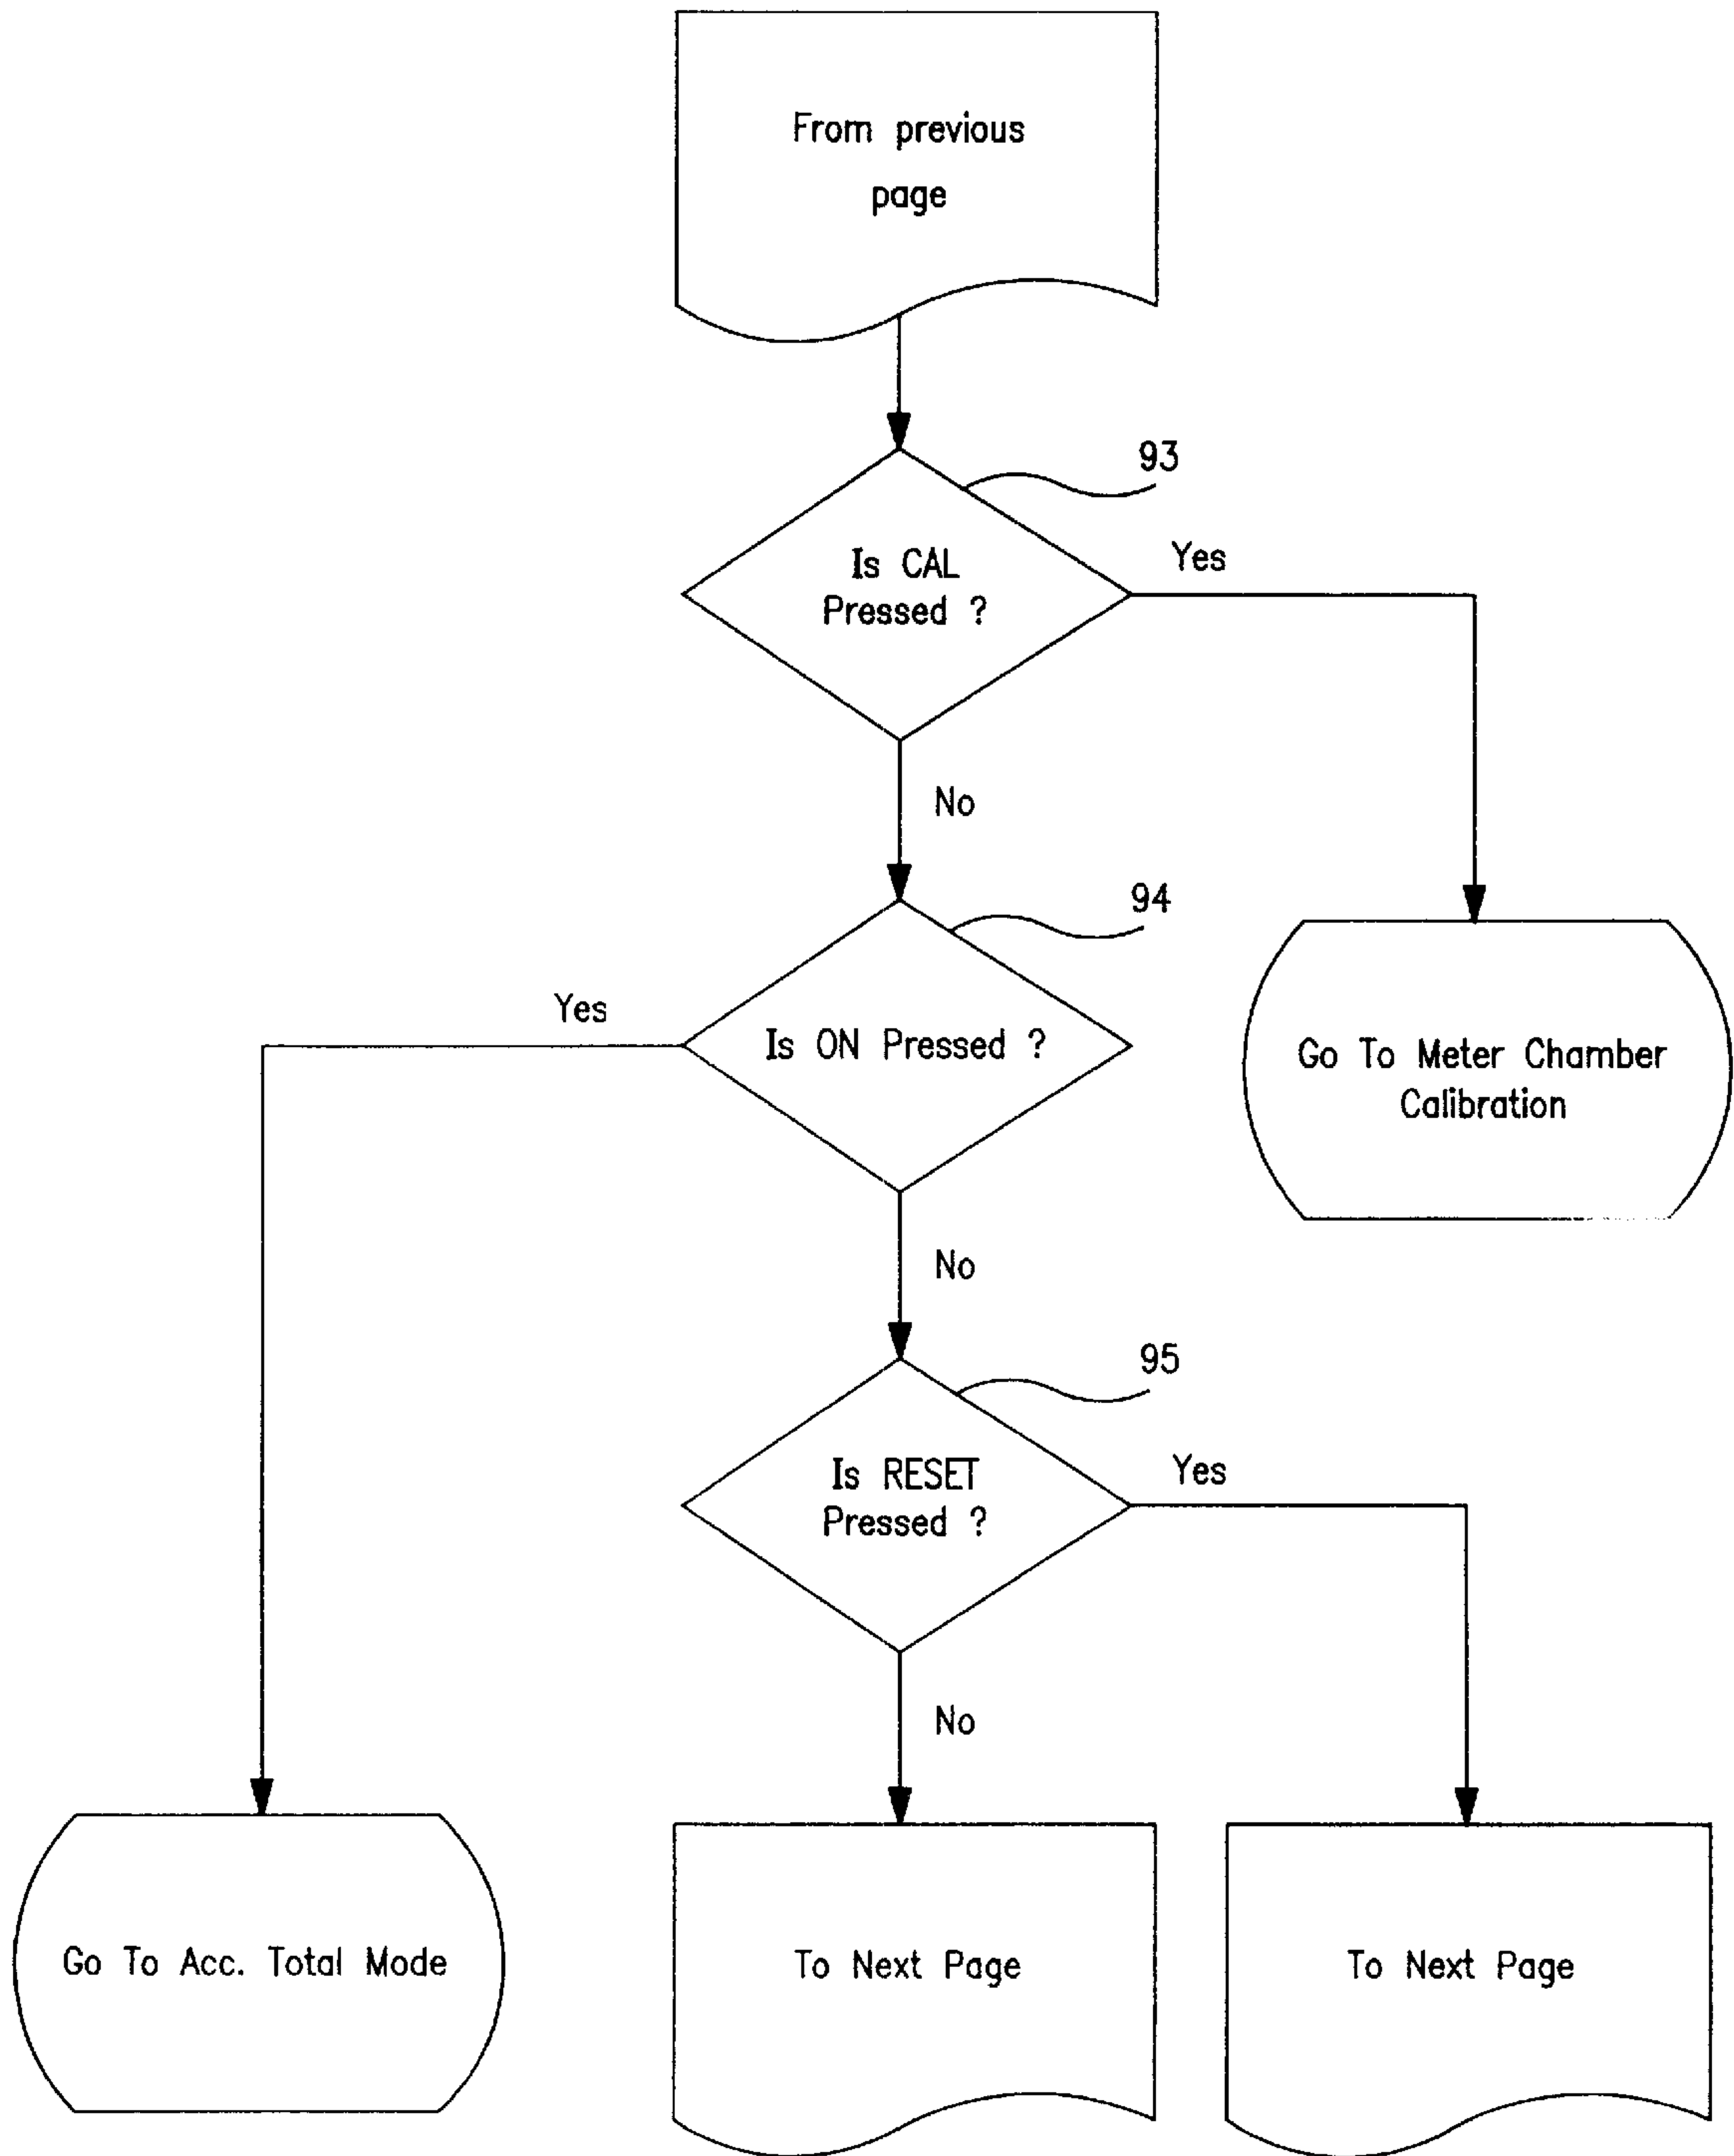 From previous
page
93
Is CAL
Pressed ?
Yes
No
94
Yes
Is ON Pressed ?
Go To Meter Chamber
Calibration
No
95
Is RESET
Pressed ?
Yes
No
Go To Acc. Total Mode
To Next Page
To Next Page